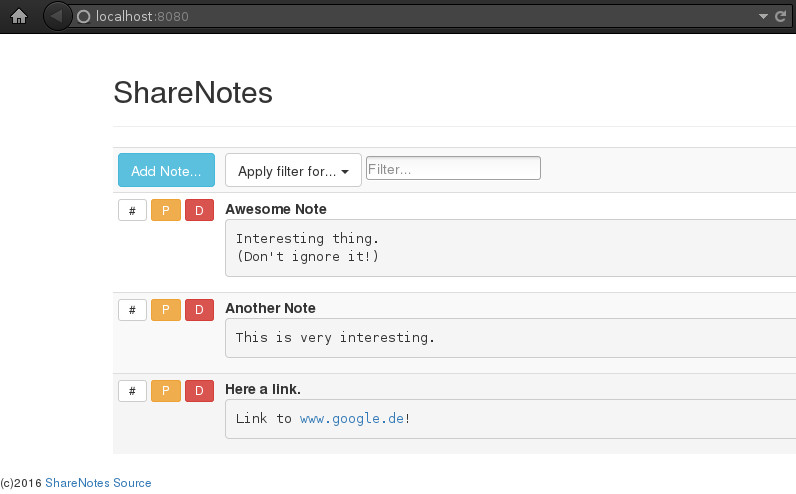 localhost:8080
ShareNotes
Add Note... Apply filter for... Filter...
# P D Awesome Note
Interesting thing.
(Don't ignore it!)
# P D Another Note
This is very interesting.
# P D Here a link.
Link to www.google.de!
(c)2016 ShareNotes Source